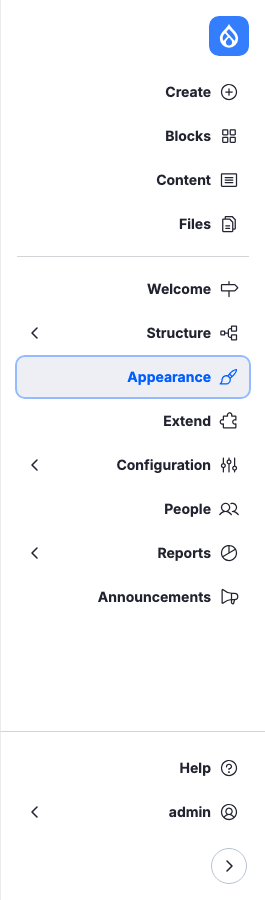 Create
Blocks
Content
Files
Welcome
Structure
Appearance
Extend
Configuration
People
Reports
Announcements
Help
admin